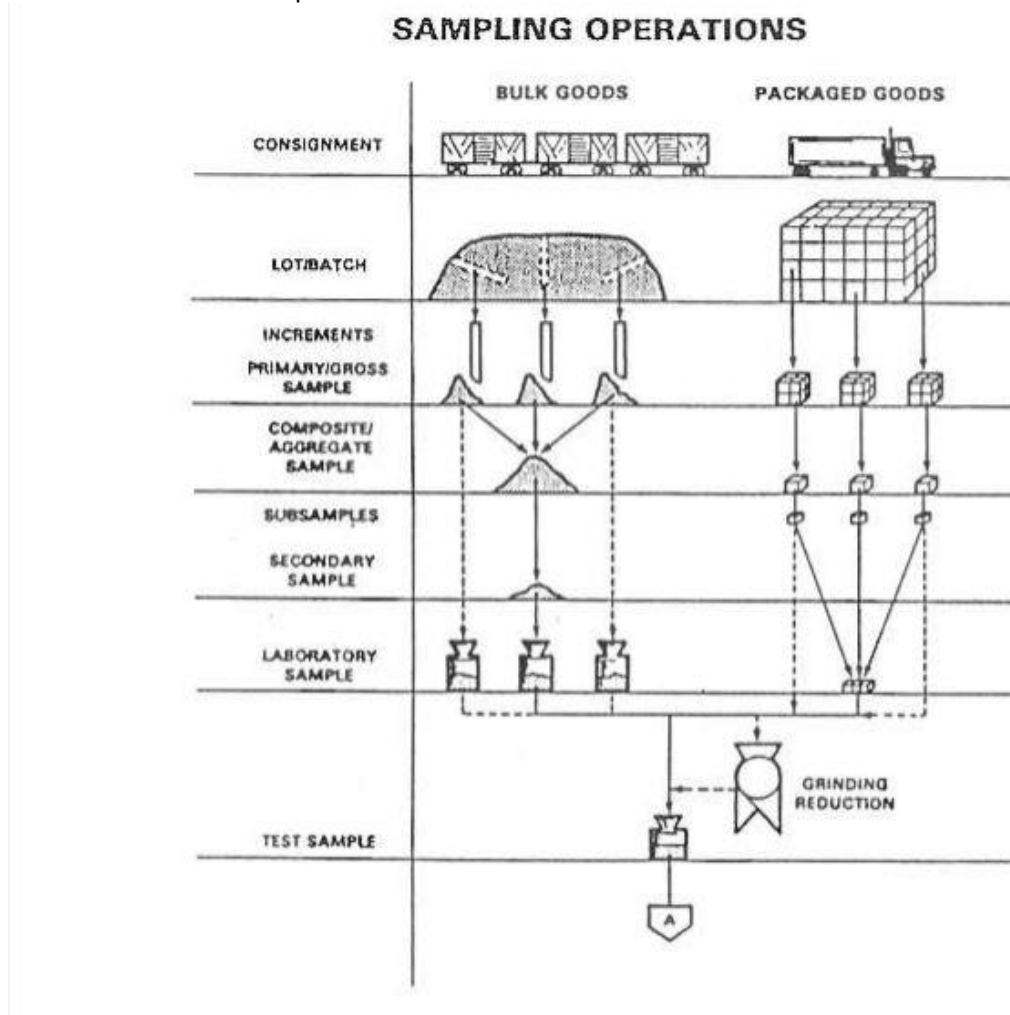 SAMPLING OPERATIONS
BULK GOODS
PACKAGED GOODS
CONSIGNMENT
LOT/BATCH
INCREMENTS
PRIMARY/GROSS
SAMPLE
COMPOSITE/
AGGREGATE
SAMPLE
SUBSAMPLES
SECONDARY
SAMPLE
LABORATORY
SAMPLE
GRINDING
REDUCTION
TEST SAMPLE
A